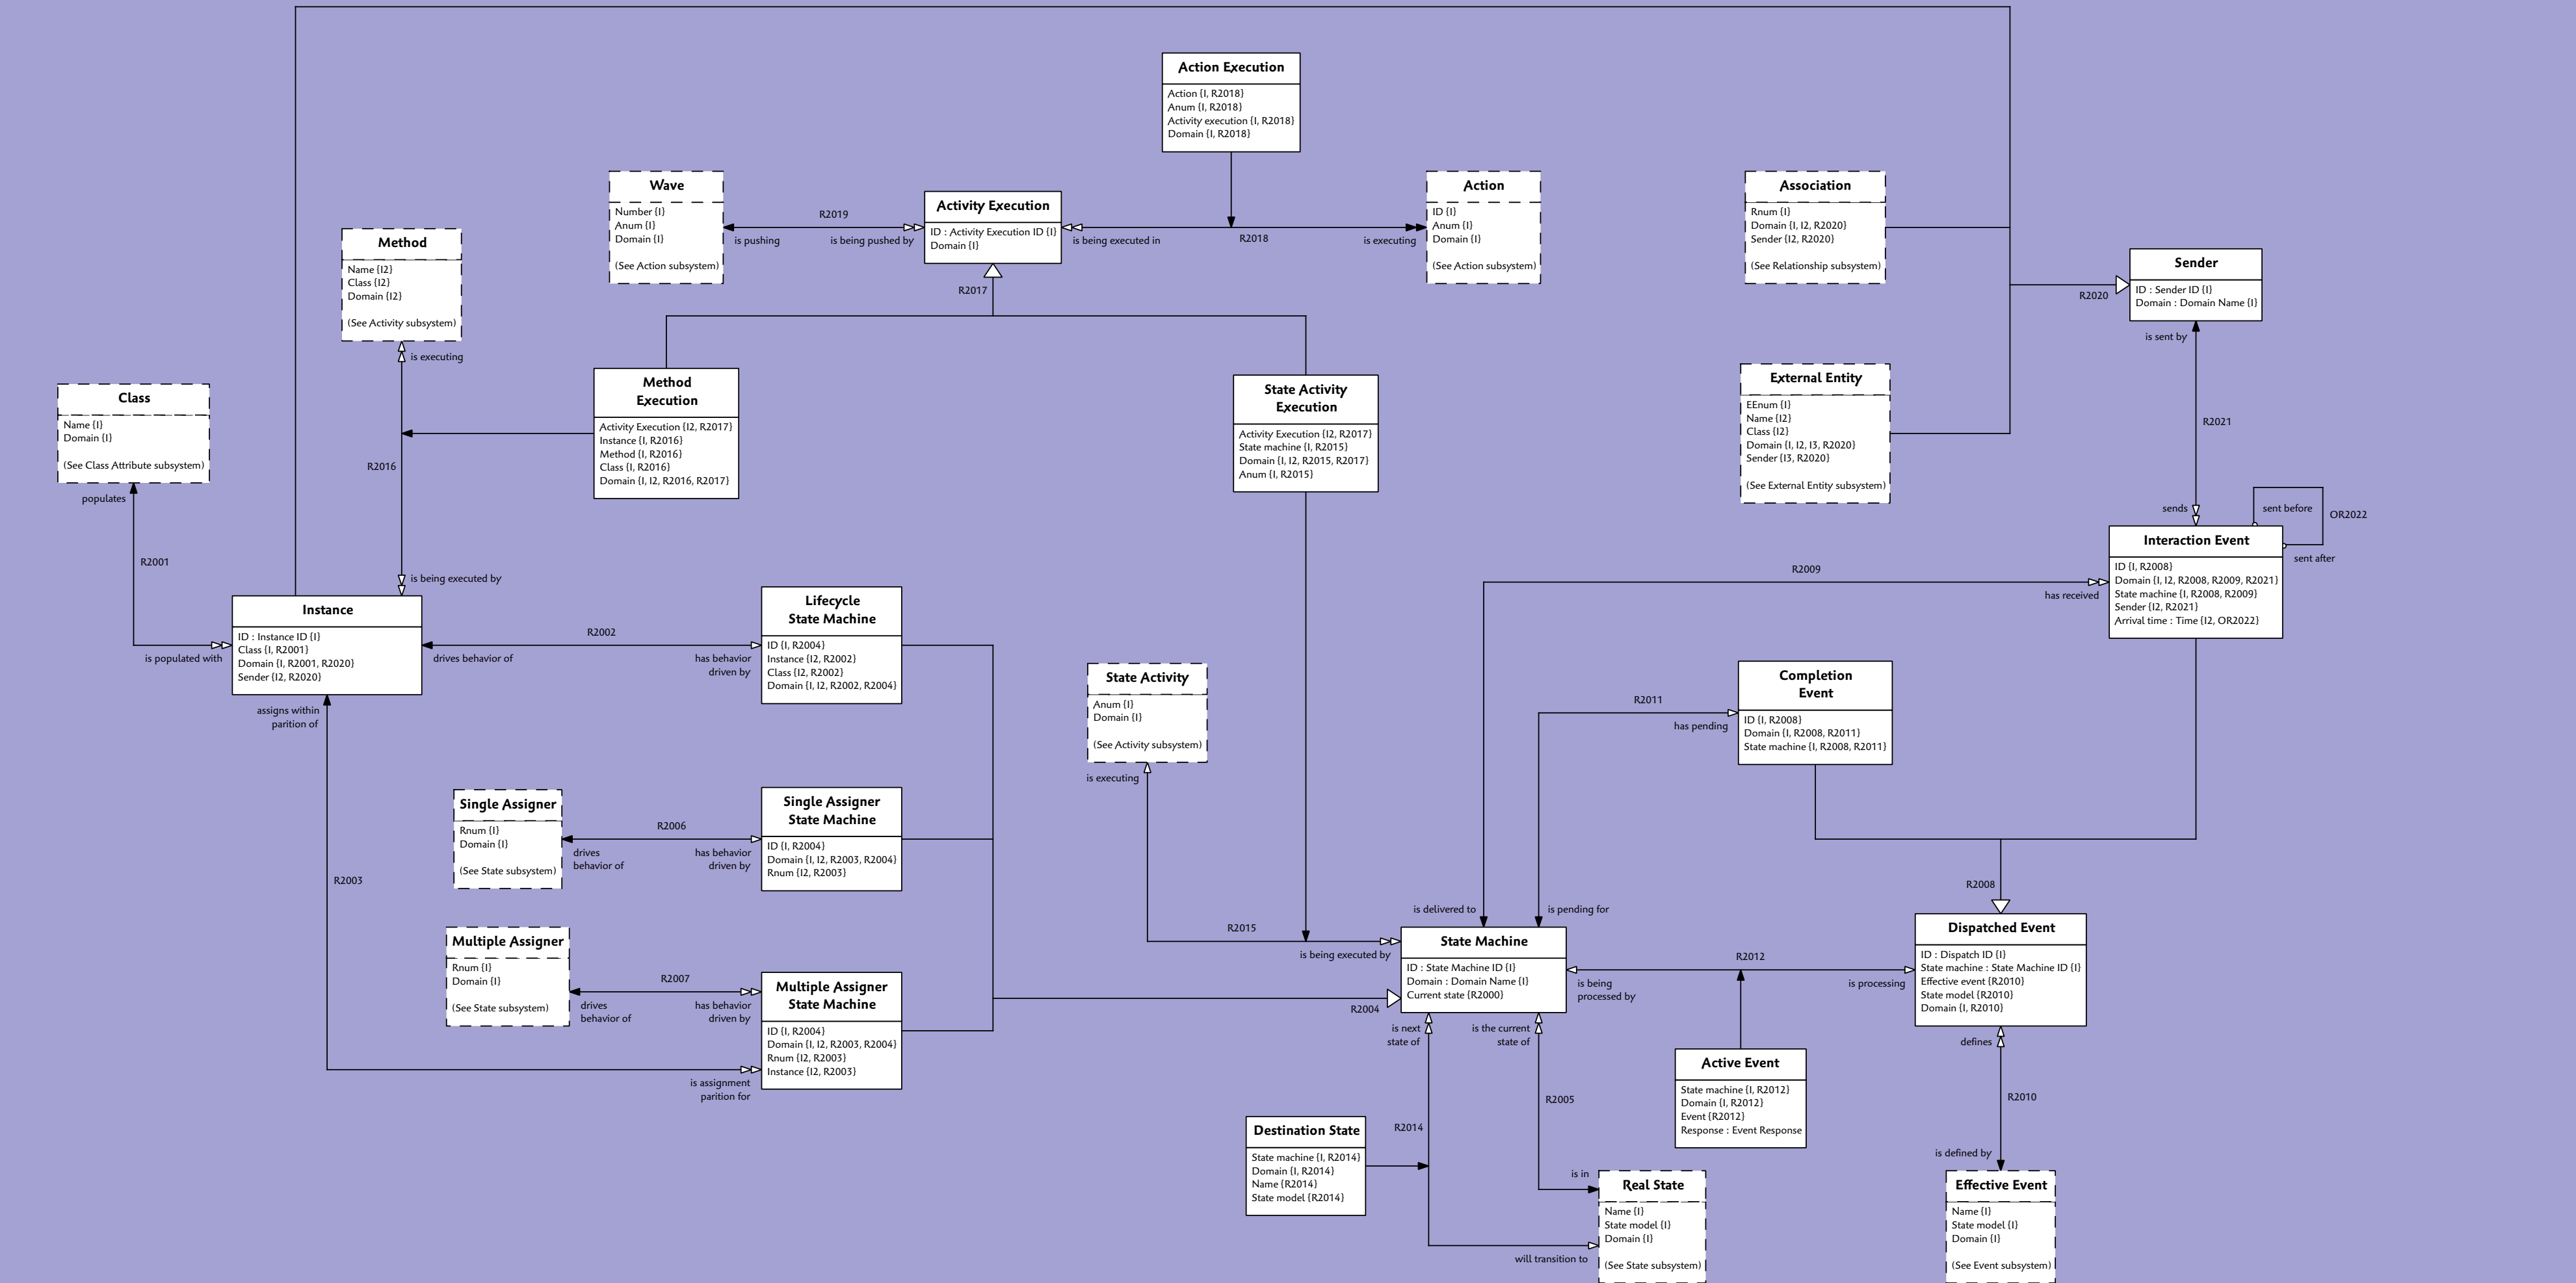 Action Execution
Action {I, R2018}
Anum {I, R2018}
Activity execution {I, R2018}
Domain {I, R2018}
Wave
Number {I}
Anum {I}
Domain {I}
(See Action subsystem)
R2019
is pushing
is being pushed by
Activity Execution
ID : Activity Execution ID {I}
Domain {I}
is being executed in
R2018
is executing
Action
ID {I}
Anum {I}
Domain {I}
(See Action subsystem)
Association
Rnum {I}
Domain {I, I2, R2020}
Sender {I2, R2020}
(See Relationship subsystem)
Method
Name {I2}
Class {I2}
Domain {I2}
(See Activity subsystem)
is executing
R2017
R2020
Sender
ID : Sender ID {I}
Domain : Domain Name {I}
is sent by
R2021
sends
Class
Name {I}
Domain {I}
(See Class Attribute subsystem)
populates
R2001
is populated with
R2016
is being executed by
Method
Execution
Activity Execution {I2, R2017}
Instance {I, R2016}
Method {I, R2016}
Class {I, R2016}
Domain {I, I2, R2016, R2017}
State Activity
Execution
Activity Execution {I2, R2017}
State machine {I, R2015}
Domain {I, I2, R2015, R2017}
Anum {I, R2015}
External Entity
EEnum {I}
Name {I2}
Class {I2}
Domain {I, I2, I3, R2020}
Sender {I3, R2020}
(See External Entity subsystem)
sent before
OR2022
sent after
Interaction Event
ID {I, R2008}
Domain {I, I2, R2008, R2009, R2021}
State machine {I, R2008, R2009}
Sender {I2, R2021}
Arrival time : Time {I2, OR2022}
R2009
has received
Instance
ID : Instance ID {I}
Class {I, R2001}
Domain {I, R2001, R2020}
Sender {I2, R2020}
R2002
drives behavior of
has behavior
driven by
Lifecycle
State Machine
ID {I, R2004}
Instance {I2, R2002}
Class {I2, R2002}
Domain {I, I2, R2002, R2004}
assigns within
parition of
State Activity
Anum {I}
Domain {I}
(See Activity subsystem)
is executing
R2011
has pending
Completion
Event
ID {I, R2008}
Domain {I, R2008, R2011}
State machine {I, R2008, R2011}
Single Assigner
Rnum {I}
Domain {I}
(See State subsystem)
R2006
drives
behavior of
has behavior
driven by
Single Assigner
State Machine
ID {I, R2004}
Domain {I, I2, R2003, R2004}
Rnum {I2, R2003}
R2003
R2008
is delivered to
is pending for
Multiple Assigner
Rnum {I}
Domain {I}
(See State subsystem)
R2007
drives
behavior of
has behavior
driven by
Multiple Assigner
State Machine
ID {I, R2004}
Domain {I, I2, R2003, R2004}
Rnum {I2, R2003}
Instance {I2, R2003}
is assignment
parition for
R2015
is being executed by
R2004
State Machine
ID : State Machine ID {I}
Domain : Domain Name {I}
Current state {R2000}
R2012
is being
processed by
is processing
Dispatched Event
ID : Dispatch ID {I}
State machine : State Machine ID {I}
Effective event {R2010}
State model {R2010}
Domain {I, R2010}
is next
state of
is the current
state of
defines
Active Event
State machine {I, R2012}
Domain {I, R2012}
Event {R2012}
Response : Event Response
R2014
R2005
R2010
Destination State
State machine {I, R2014}
Domain {I, R2014}
Name {R2014}
State model {R2014}
is in
will transition to
is defined by
Real State
Name {I}
State model {I}
Domain {I}
(See State subsystem)
Effective Event
Name {I}
State model {I}
Domain {I}
(See Event subsystem)